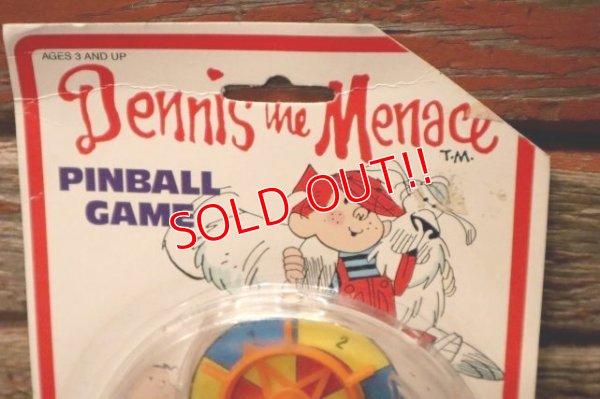 AGES 3 AND UP
Dennis the Menace
T.M.
PINBALL
GAME
SOLD OUT!!
2